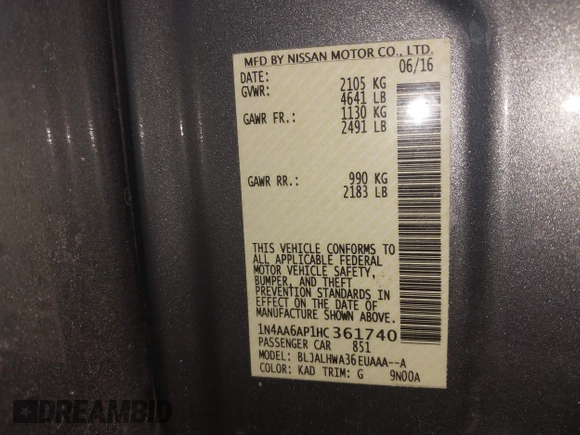 MFD BY NISSAN MOTOR CO., LTD.
DATE: 06/16
GVWR: 2105 KG
4641 LB
GAWR FR.: 1130 KG
2491 LB
GAWR RR.: 990 KG
2183 LB
THIS VEHICLE CONFORMS TO
ALL APPLICABLE FEDERAL
MOTOR VEHICLE SAFETY,
BUMPER, AND THEFT
PREVENTION STANDARDS IN
EFFECT ON THE DATE OF
MANUFACTURE SHOWN ABOVE.
1N4AA6AP1HC361740
PASSENGER CAR 851
MODEL: BLJALHWA36EUAAA--A
COLOR: KAD TRIM: G 9N00A
DREAMBID